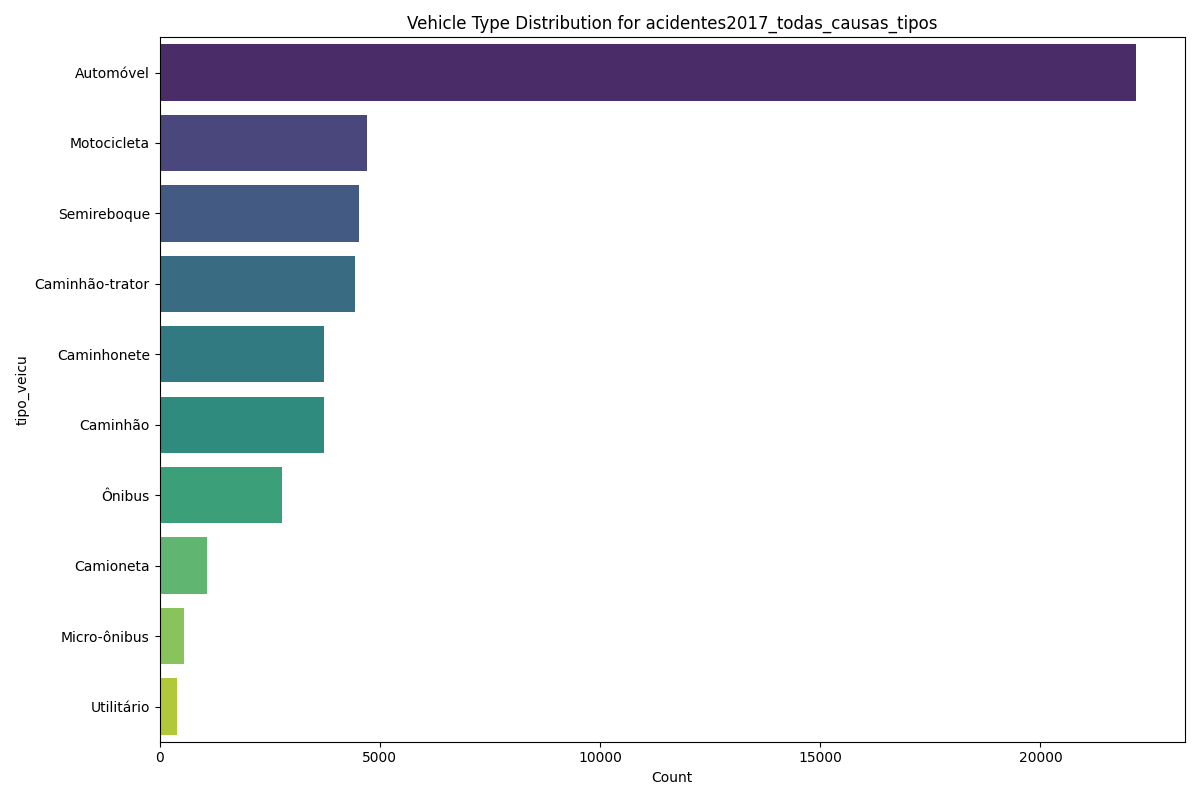 Vehicle Type Distribution for acidentes2017_todas_causas_tipos
tipo_veicu
Automóvel
Motocicleta
Semireboque
Caminhão-trator
Caminhonete
Caminhão
Ônibus
Camioneta
Micro-ônibus
Utilitário
0 5000 10000 15000 20000
Count